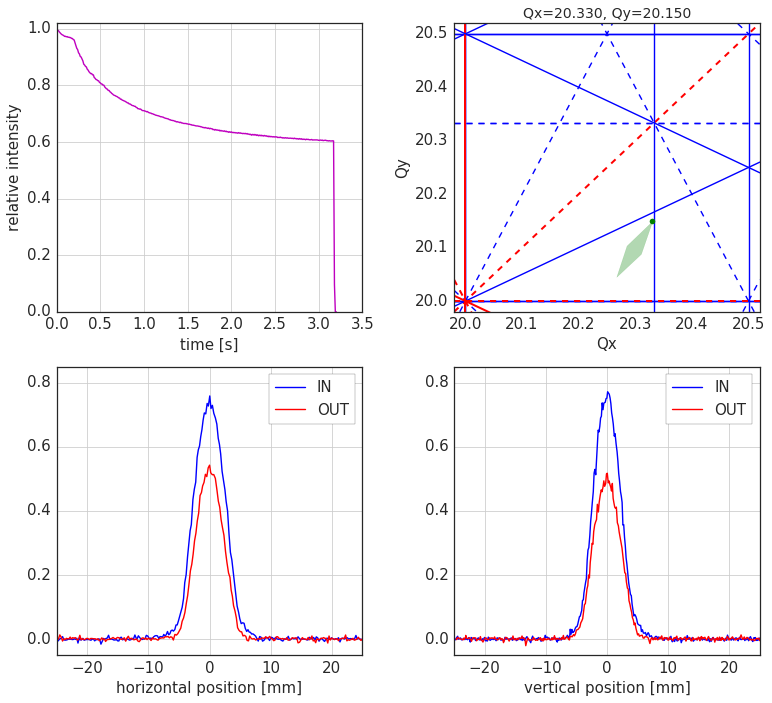 1.0
0.8
0.6
0.4
0.2
0.0
relative intensity
0.0 0.5 1.0 1.5 2.0 2.5 3.0 3.5
time [s]
Qx=20.330, Qy=20.150
20.5
20.4
20.3
20.2
20.1
20.0
Qy
20.0 20.1 20.2 20.3 20.4 20.5
Qx
0.8
0.6
0.4
0.2
0.0
IN
OUT
−20 −10 0 10 20
horizontal position [mm]
0.8
0.6
0.4
0.2
0.0
IN
OUT
−20 −10 0 10 20
vertical position [mm]